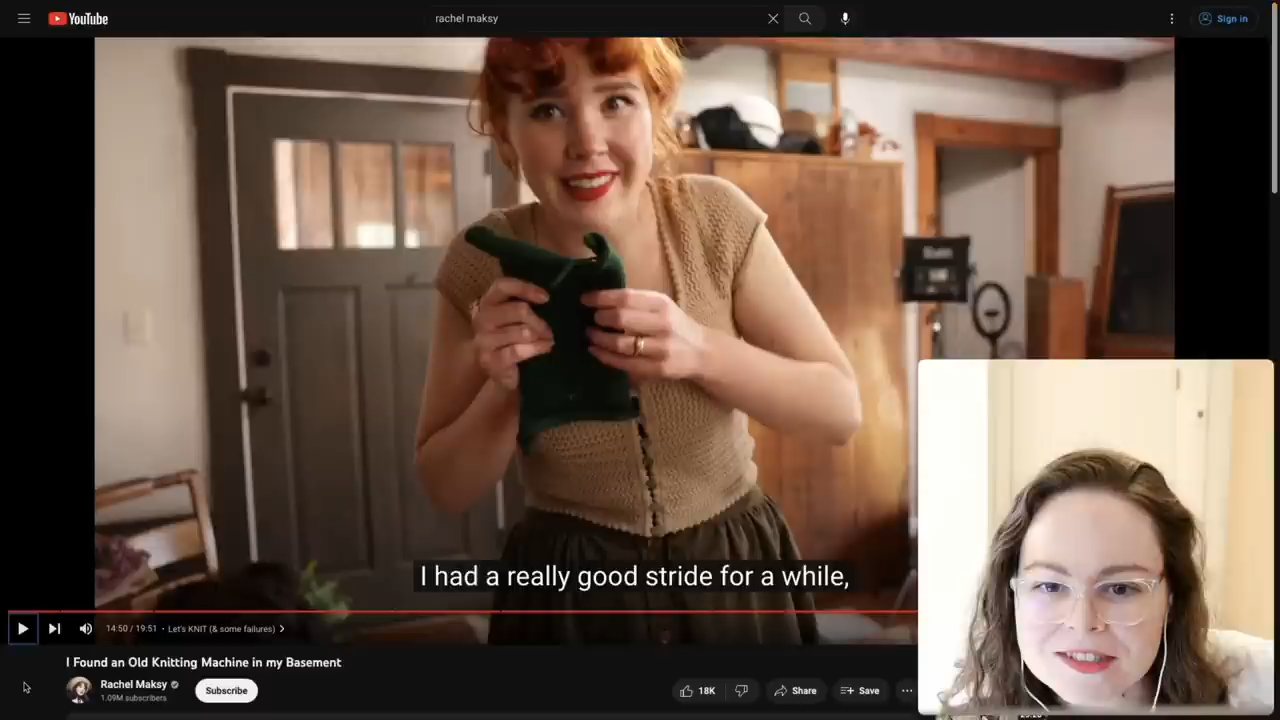 YouTube
rachel maksy
Sign in
I had a really good stride for a while,
14:50 / 19:51 • Let's KNIT (& some failures)
I Found an Old Knitting Machine in my Basement
Rachel Maksy
1.09M subscribers
Subscribe
18K
Share
Save